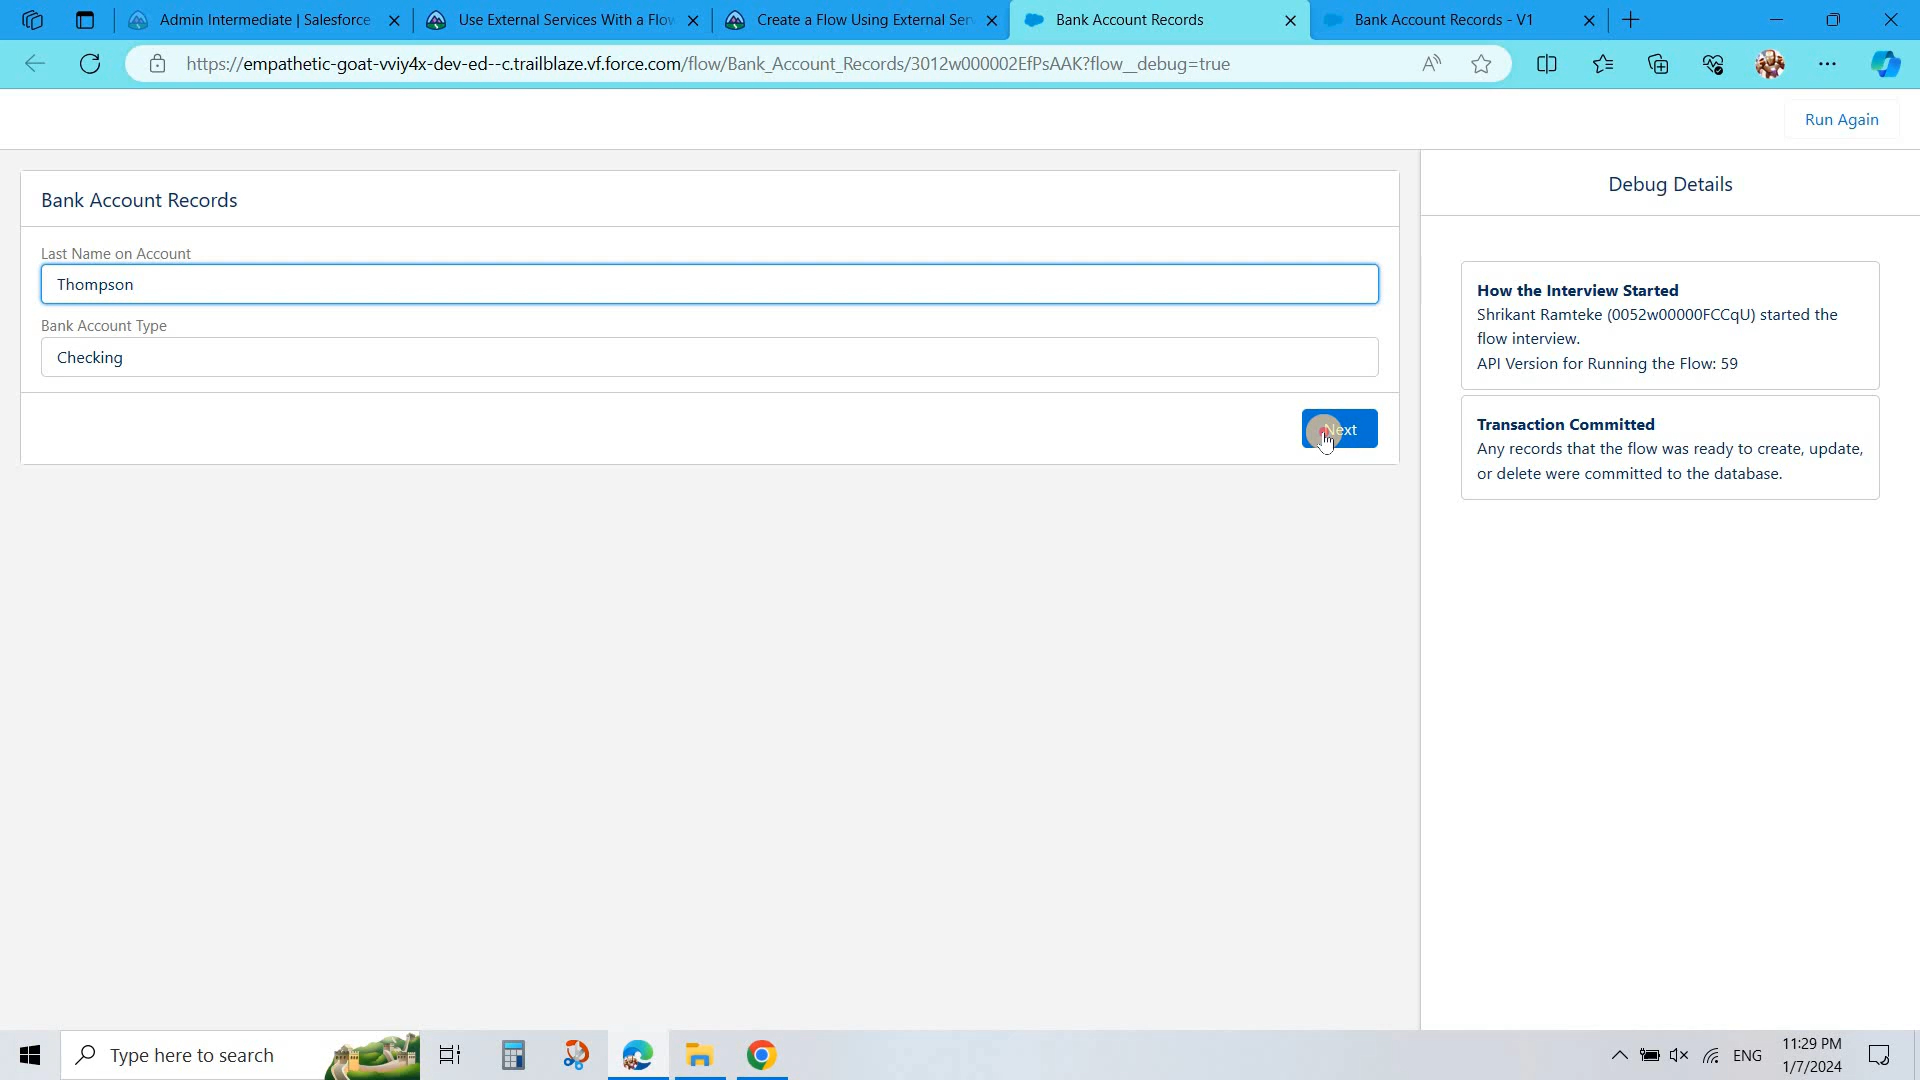 Admin Intermediate | Salesforce
Use External Services With a Flow
Create a Flow Using External Ser
Bank Account Records
Bank Account Records - V1
https://empathetic-goat-vviy4x-dev-ed--c.trailblaze.vf.force.com/flow/Bank_Account_Records/3012w000002EfPsAAK?flow__debug=true
Run Again
Bank Account Records
Last Name on Account
Thompson
Bank Account Type
Checking
Next
Debug Details
How the Interview Started
Shrikant Ramteke (0052w00000FCCqU) started the
flow interview.
API Version for Running the Flow: 59
Transaction Committed
Any records that the flow was ready to create, update,
or delete were committed to the database.
Type here to search
ENG
11:29 PM
1/7/2024